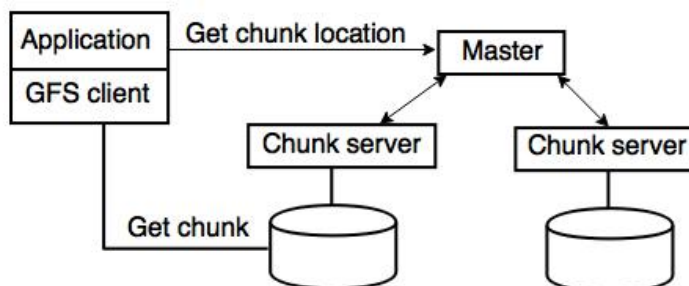 Application
Get chunk location
Master
GFS client
Chunk server
Chunk server
Get chunk